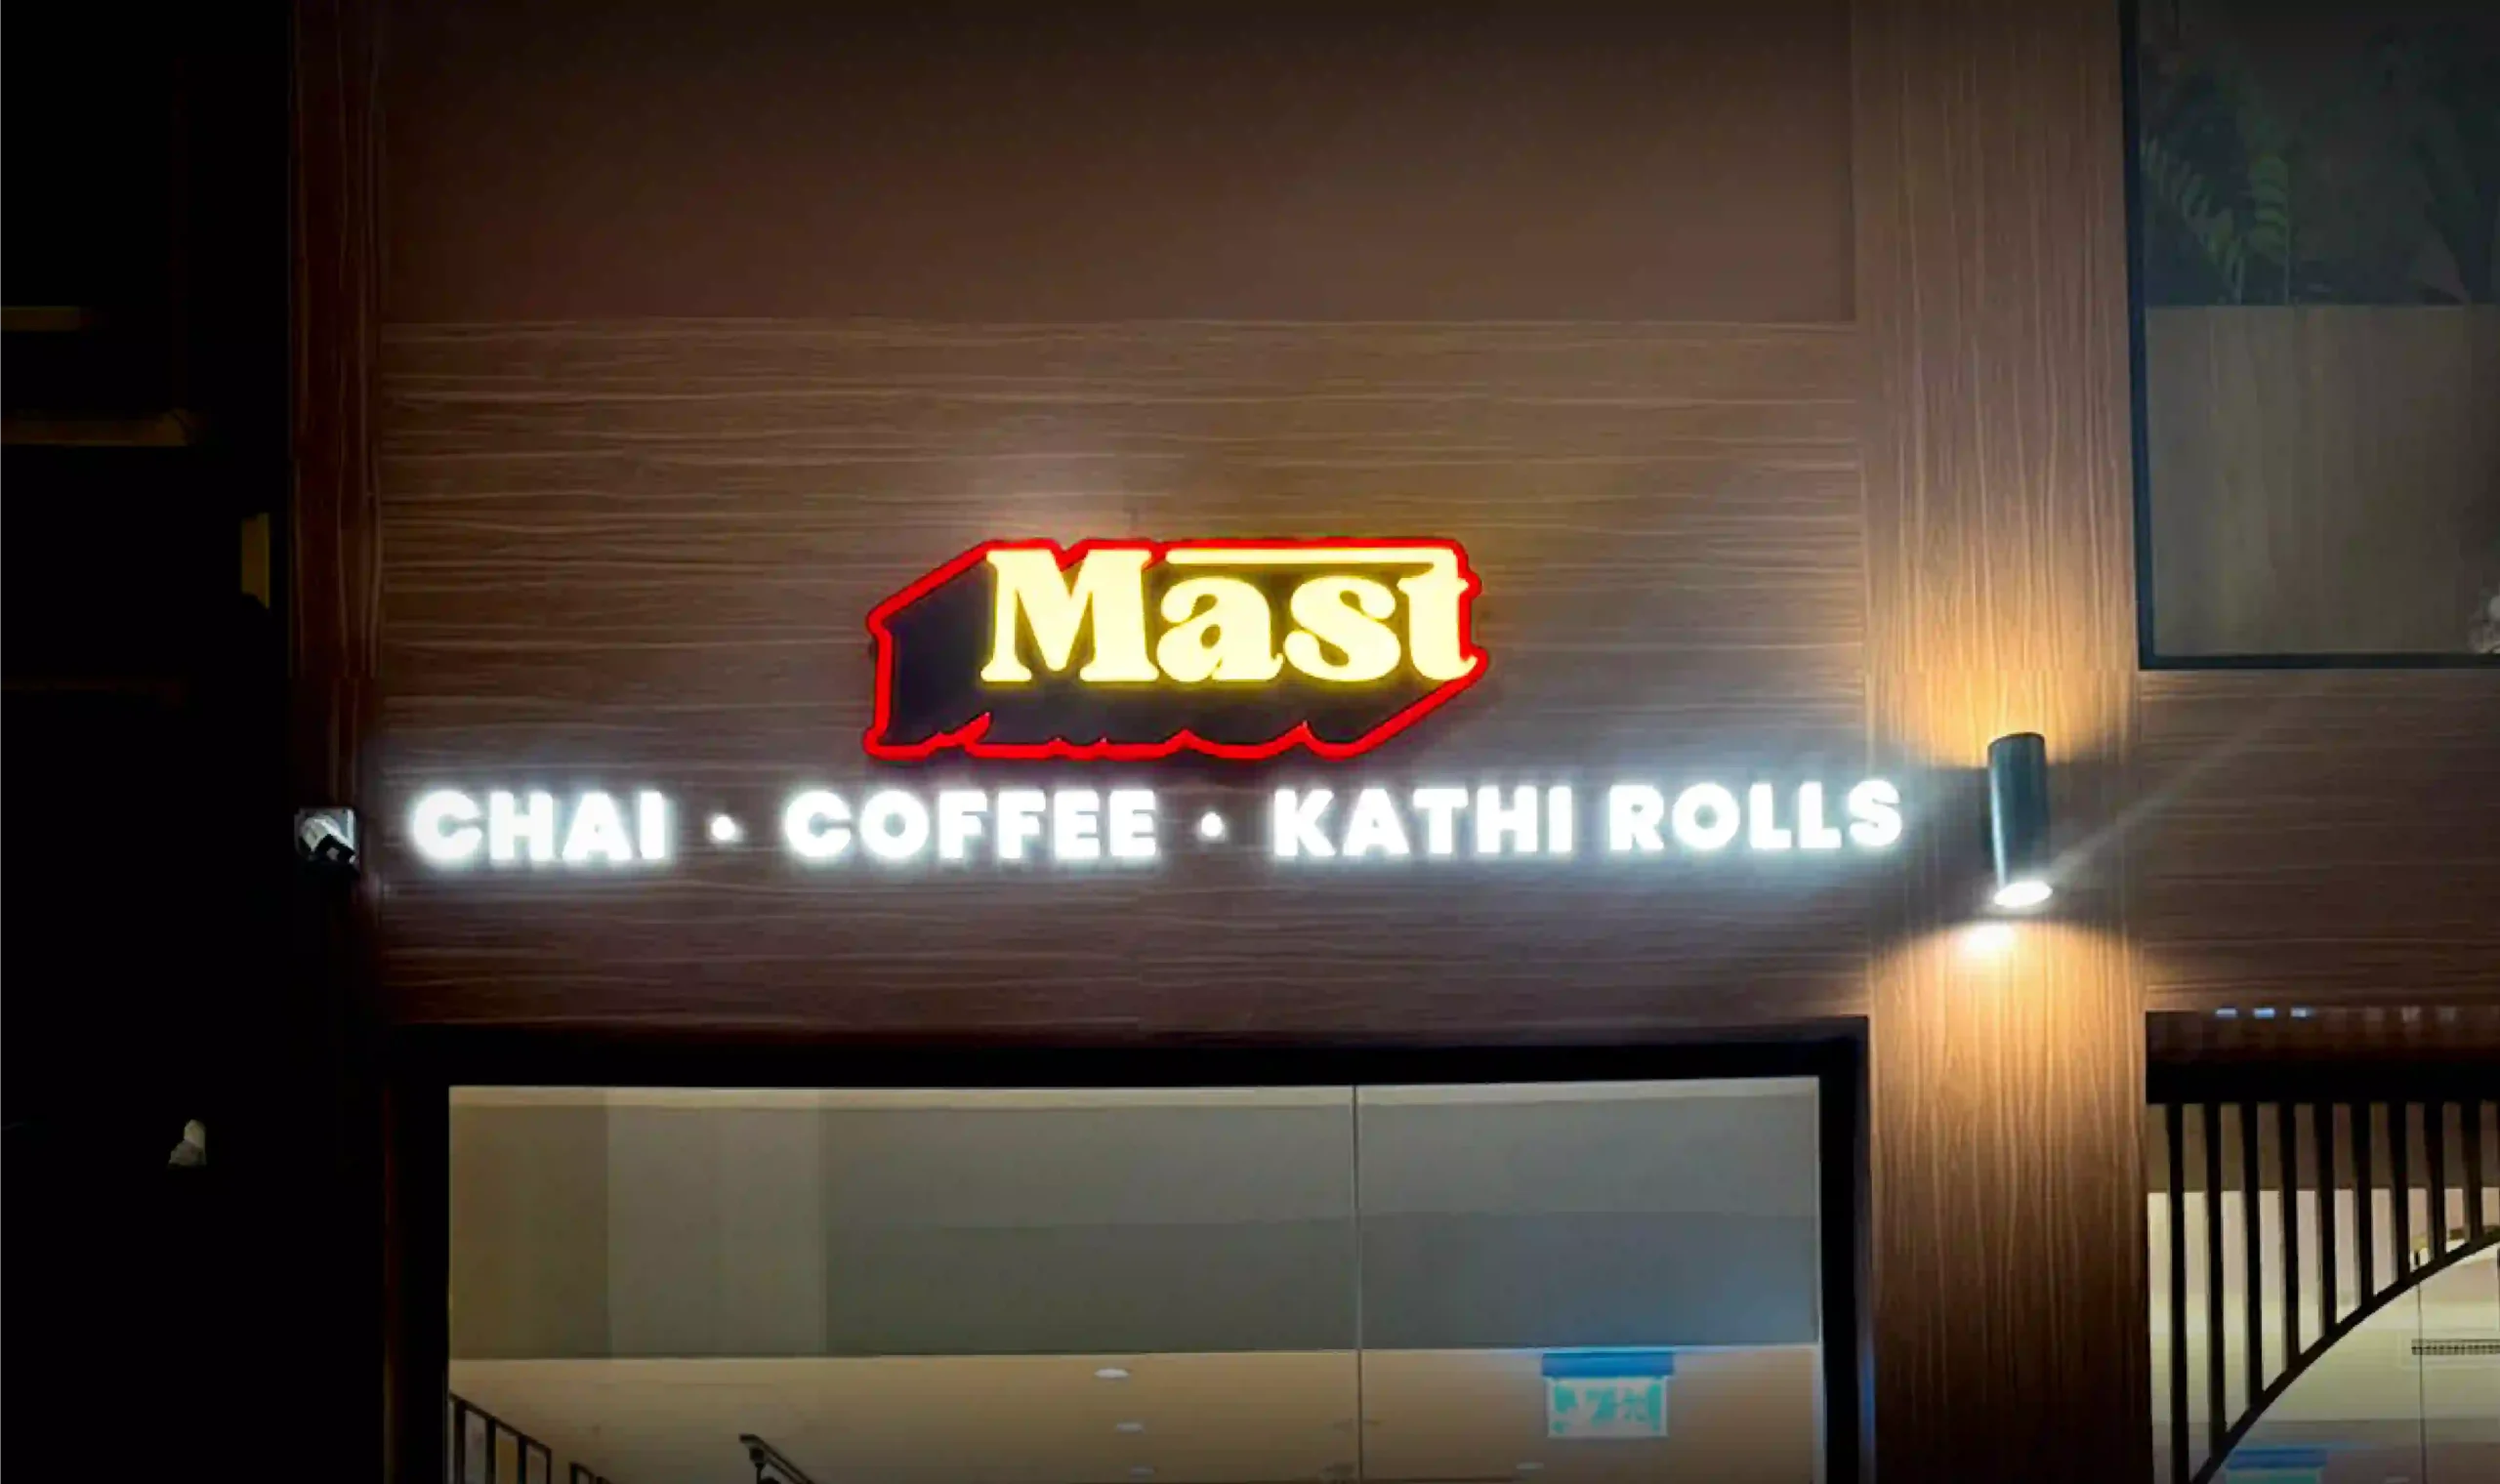 Mast
CHAI • COFFEE • KATHI ROLLS